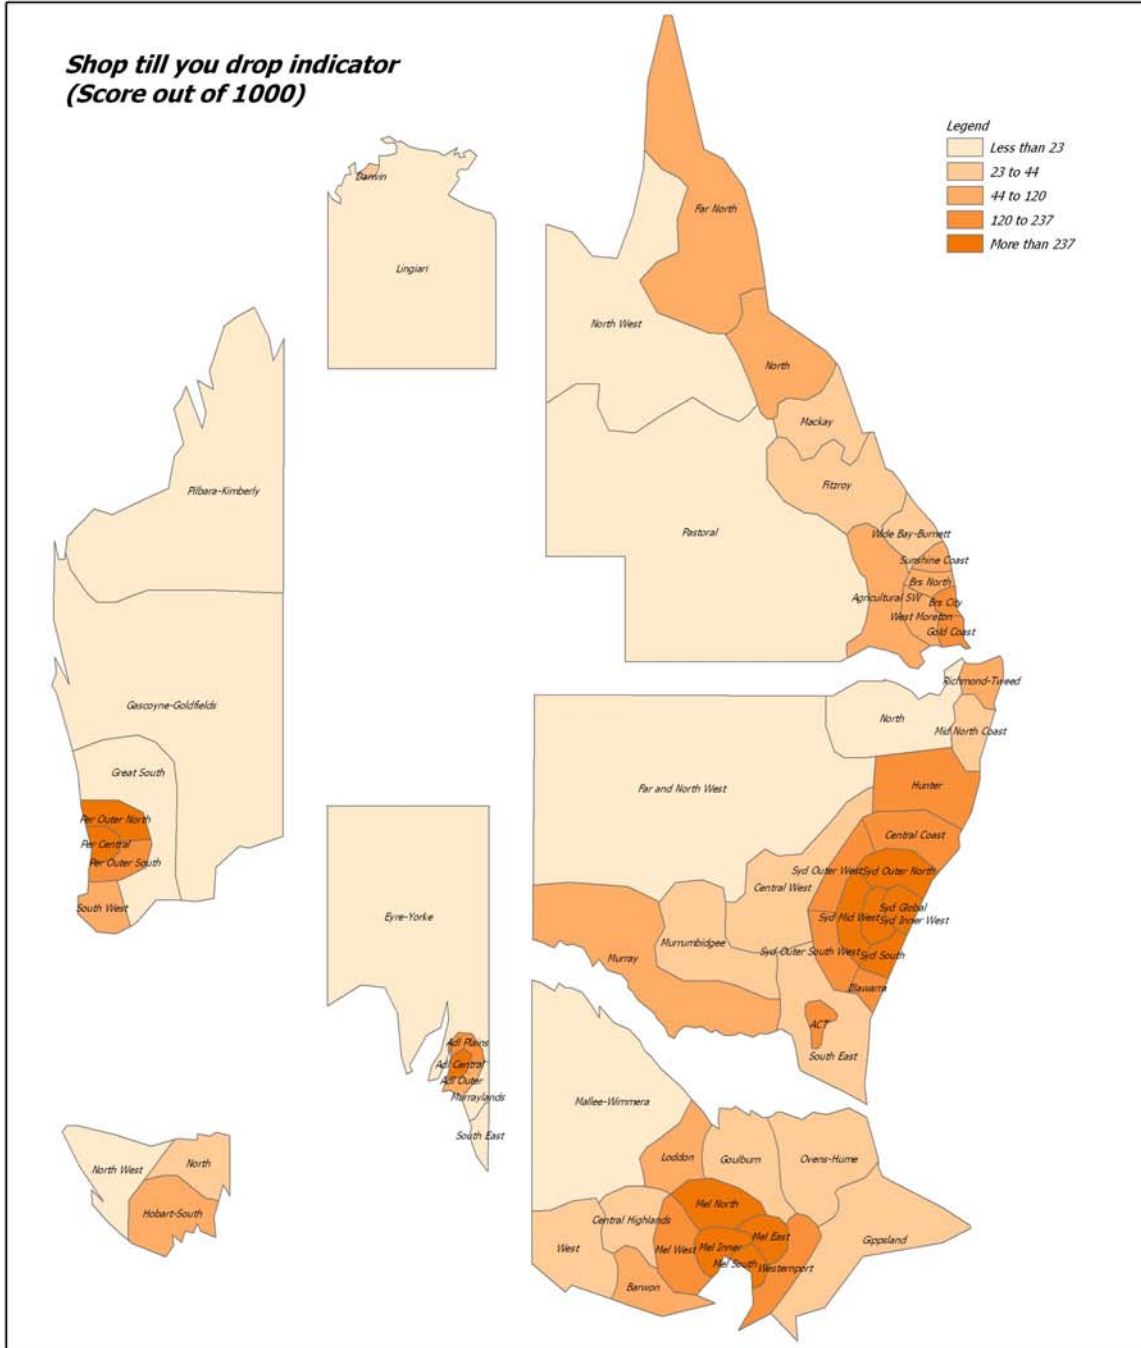 Shop till you drop indicator
(Score out of 1000)
Legend
Less than 23
23 to 44
44 to 120
120 to 237
More than 237
Darwin
Far North
Lingiari
North West
North
Mackay
Pilbara-Kimberly
Fitzroy
Pastoral
Wide Bay-Burnett
Sunshine Coast
Brs North
Agricultural SW
Brs City
West Moreton
Gold Coast
Richmond-Tweed
Gascoyne-Goldfields
North
Mid North Coast
Great South
Far and North West
Hunter
Per Outer North
Central Coast
Per Central
Per Outer South
Syd Outer West
Syd Outer North
Central West
South West
Syd Global
Eyre-Yorke
Syd Mid West
Syd Inner West
Murrumbidgee
Syd Outer South West
Syd South
Murray
Illawarra
ACT
Adl Plains
South East
Adl Central
Adl Outer
Murraylands
Mallee-Wimmera
South East
North West
North
Loddon
Goulburn
Ovens-Hume
Hobart-South
Mel North
Central Highlands
Mel East
West
Mel West
Mel Inner
Gippsland
Mel South
Westernport
Barwon